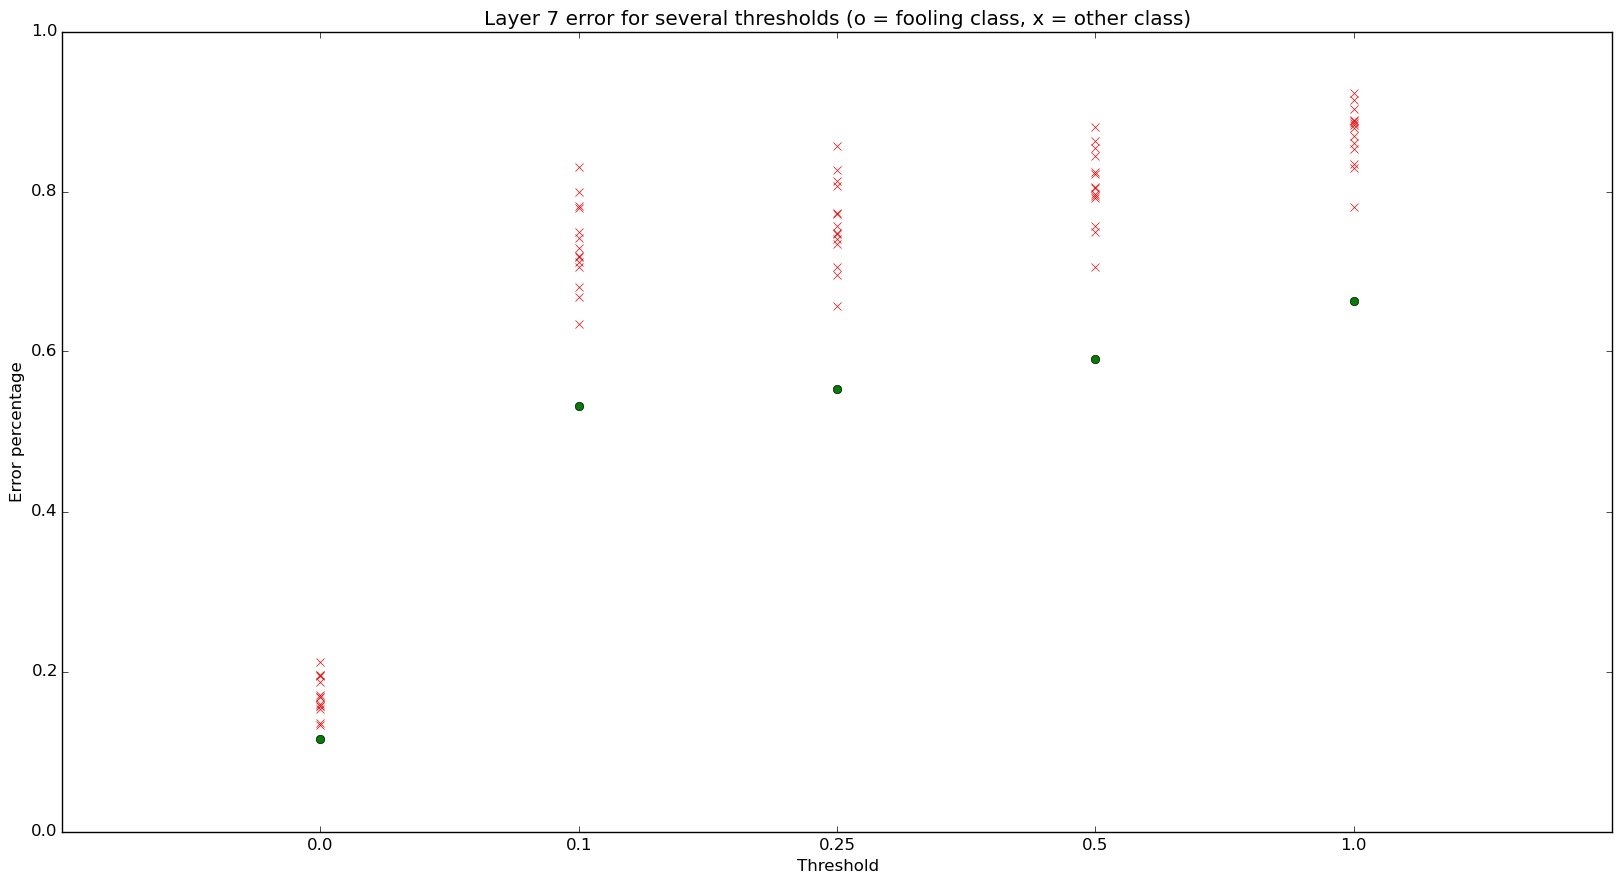 Layer 7 error for several thresholds (o = fooling class, x = other class)
1.0
0.8
0.6
0.4
0.2
0.0
Error percentage
0.0 0.1 0.25 0.5 1.0
Threshold